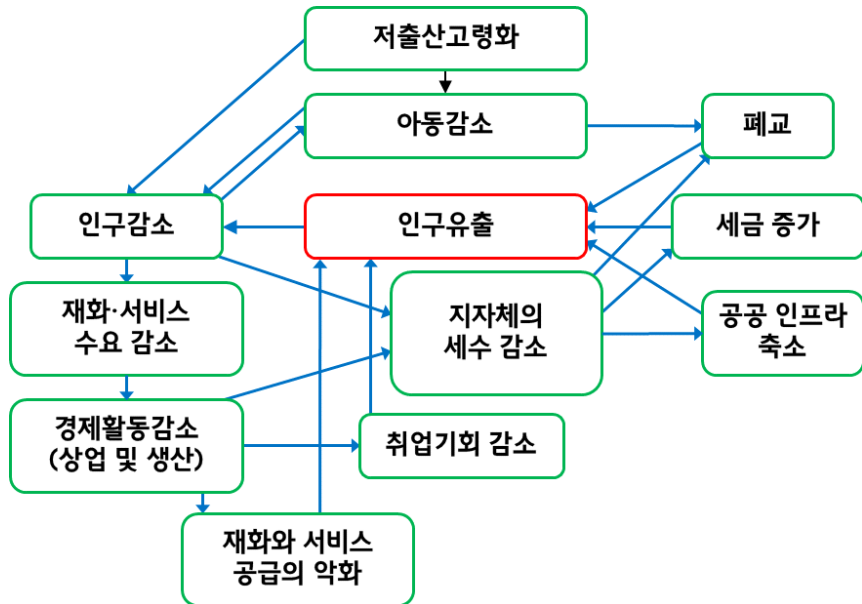 저출산고령화
아동감소
폐교
인구감소
인구유출
세금 증가
재화·서비스
수요 감소
지자체의
세수 감소
공공 인프라
축소
경제활동감소
(상업 및 생산)
취업기회 감소
재화와 서비스
공급의 악화